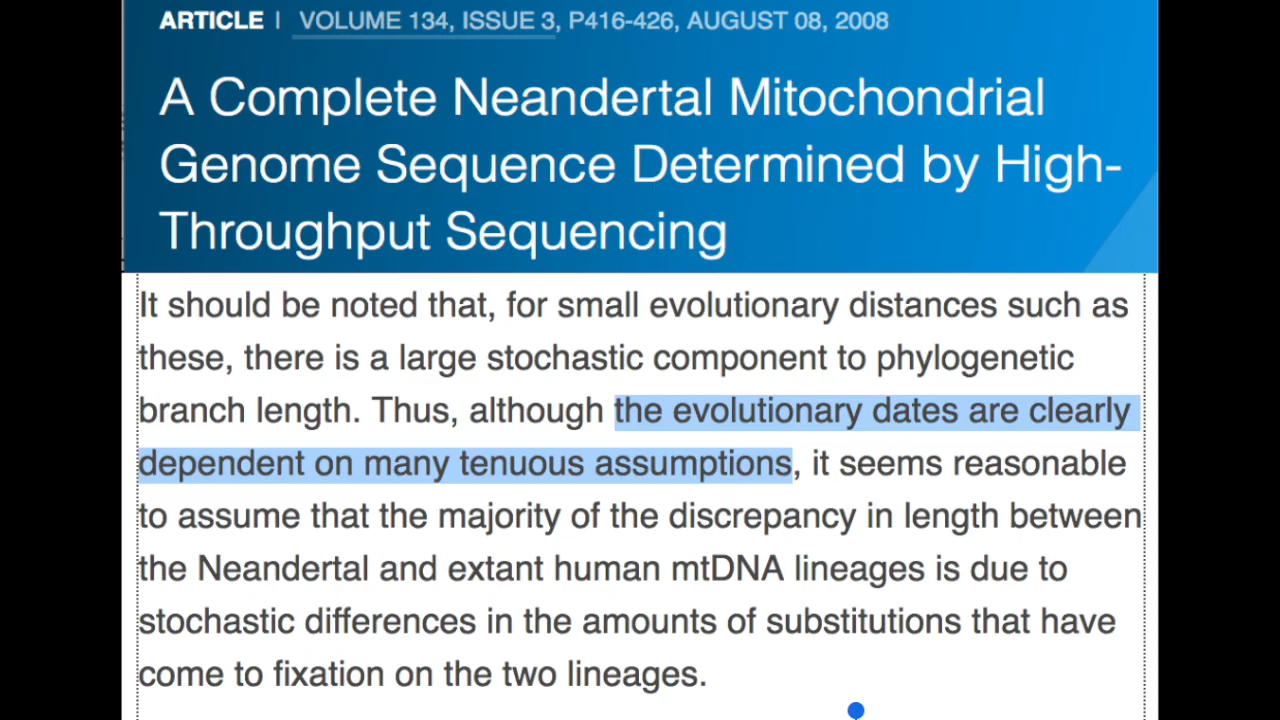 ARTICLE | VOLUME 134, ISSUE 3, P416-426, AUGUST 08, 2008
A Complete Neandertal Mitochondrial
Genome Sequence Determined by High-
Throughput Sequencing
It should be noted that, for small evolutionary distances such as
these, there is a large stochastic component to phylogenetic
branch length. Thus, although the evolutionary dates are clearly
dependent on many tenuous assumptions, it seems reasonable
to assume that the majority of the discrepancy in length between
the Neandertal and extant human mtDNA lineages is due to
stochastic differences in the amounts of substitutions that have
come to fixation on the two lineages.